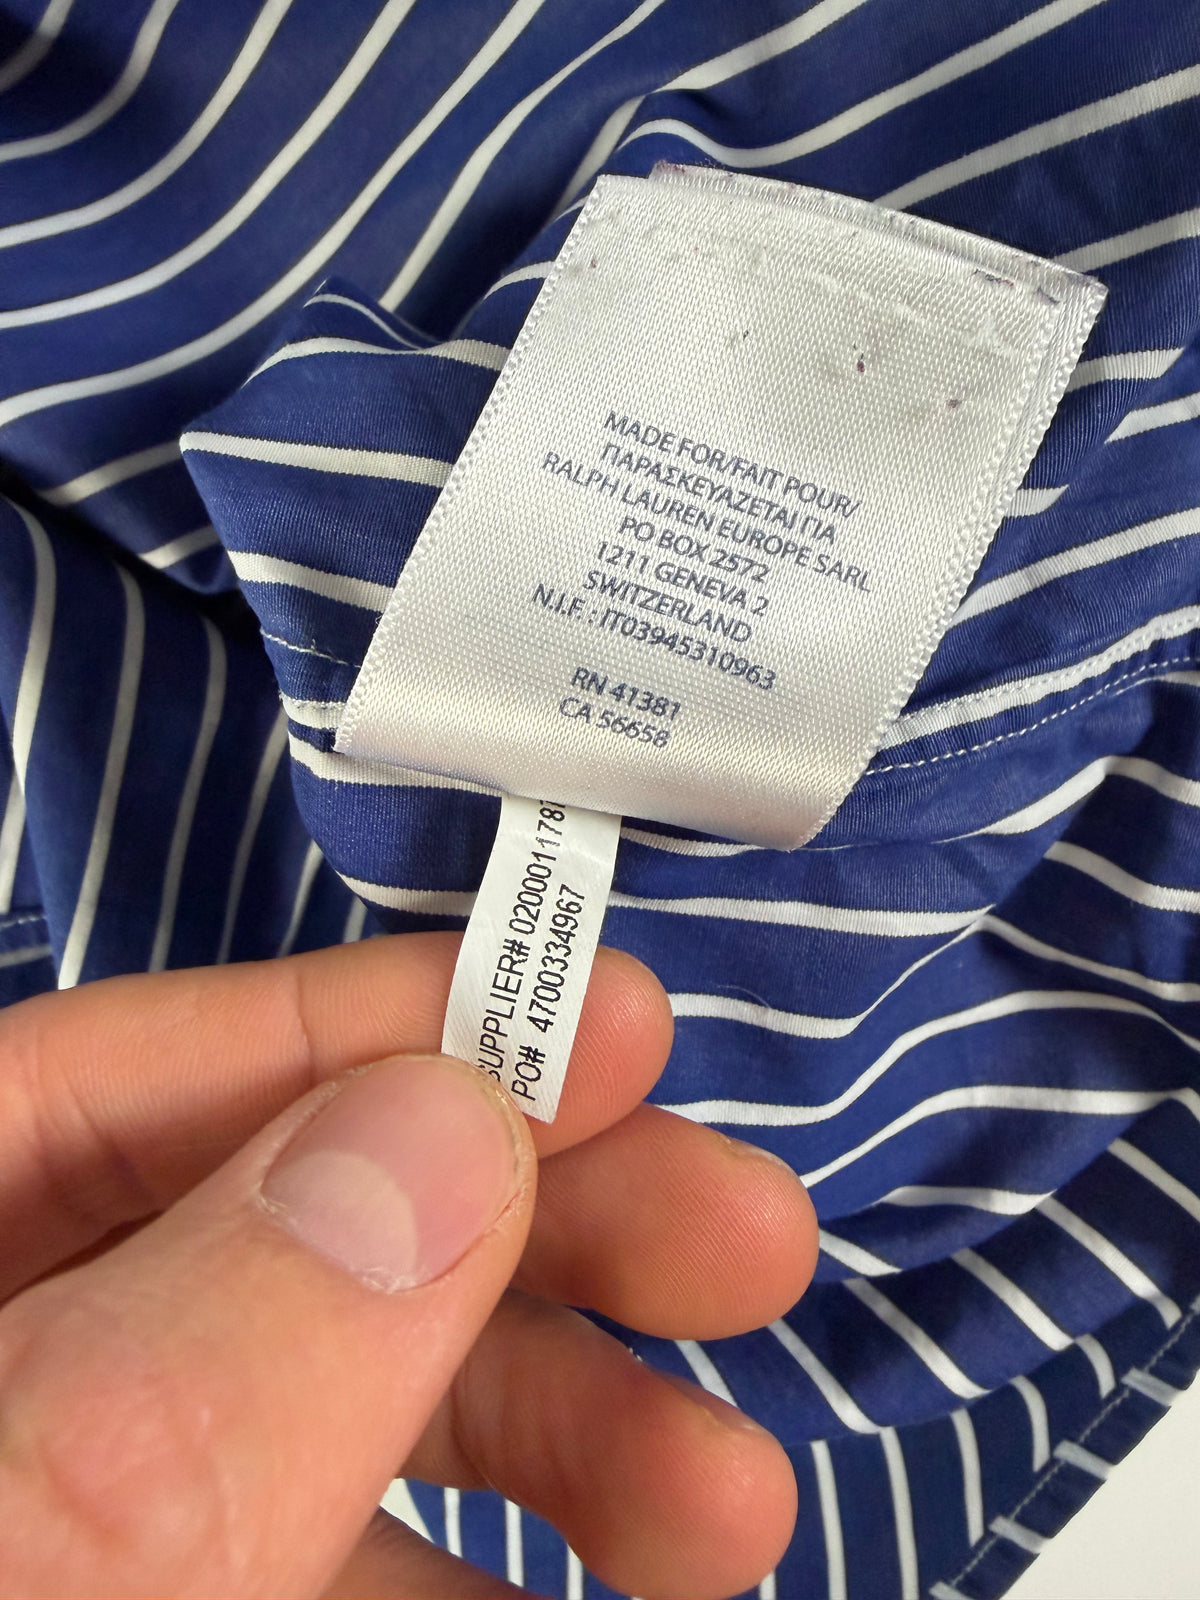 MADE FOR/FAIT POUR/
ΠΑΡΑΣΚΕΥΑΖΕΤΑΙ ΓΙΑ
RALPH LAUREN EUROPE SARL
PO BOX 2572
1211 GENEVA 2
SWITZERLAND
N.I.F. : IT03945310963
RN 41381
CA 56658
SUPPLIER#
PO# 4700334967